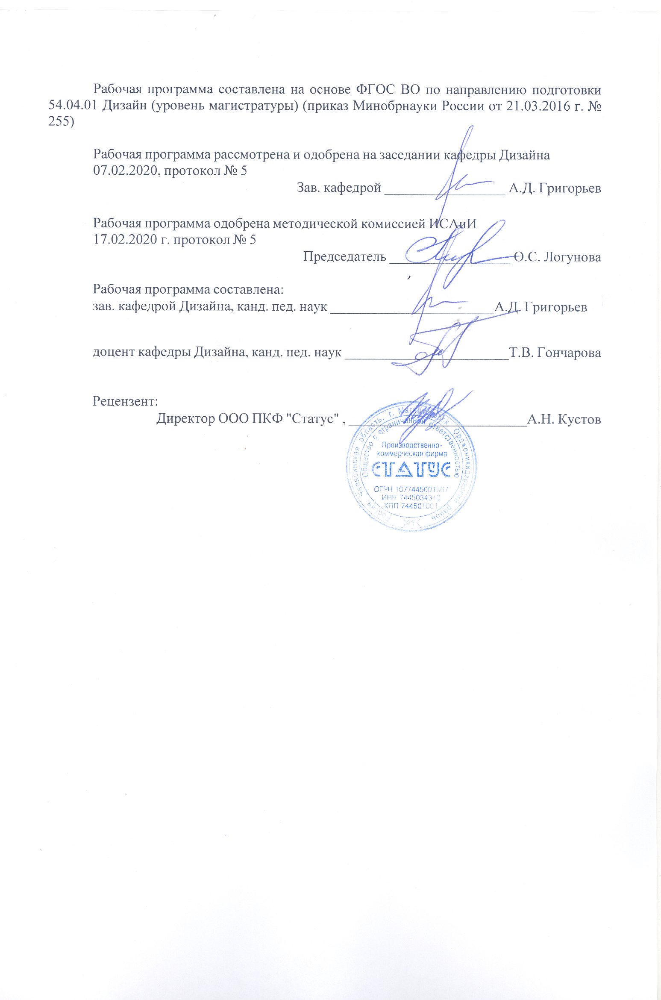 Рабочая программа составлена на основе ФГОС ВО по направлению подготовки
54.04.01 Дизайн (уровень магистратуры) (приказ Минобрнауки России от 21.03.2016 г. №
255)
Рабочая программа рассмотрена и одобрена на заседании кафедры Дизайна
07.02.2020, протокол № 5
Зав. кафедрой ________________ А.Д. Григорьев
Рабочая программа одобрена методической комиссией ИСАиИ
17.02.2020 г. протокол № 5
Председатель ________________ О.С. Логунова
Рабочая программа составлена:
зав. кафедрой Дизайна, канд. пед. наук ______________________А.Д. Григорьев
доцент кафедры Дизайна, канд. пед. наук ______________________Т.В. Гончарова
Рецензент:
Директор ООО ПКФ "Статус" , ________________________А.Н. Кустов
Россия, Челябинская область, г. Магнитогорск, Орджоникидзевский район
Общество с ограниченной ответственностью
Производственно-
коммерческая фирма
СТАТУС
ОГРН 1077445001567
ИНН 7445034310
КПП 744501001